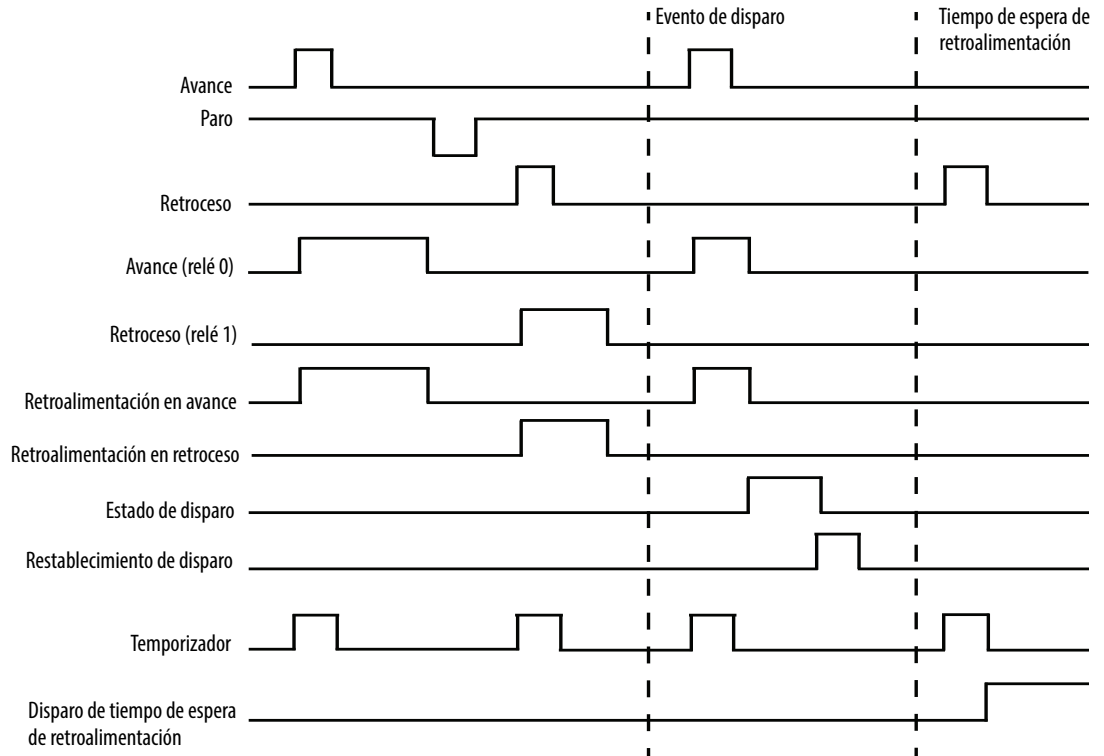 Evento de disparo
Tiempo de espera de
retroalimentación
Avance
Paro
Retroceso
Avance (relé 0)
Retroceso (relé 1)
Retroalimentación en avance
Retroalimentación en retroceso
Estado de disparo
Restablecimiento de disparo
Temporizador
Disparo de tiempo de espera
de retroalimentación